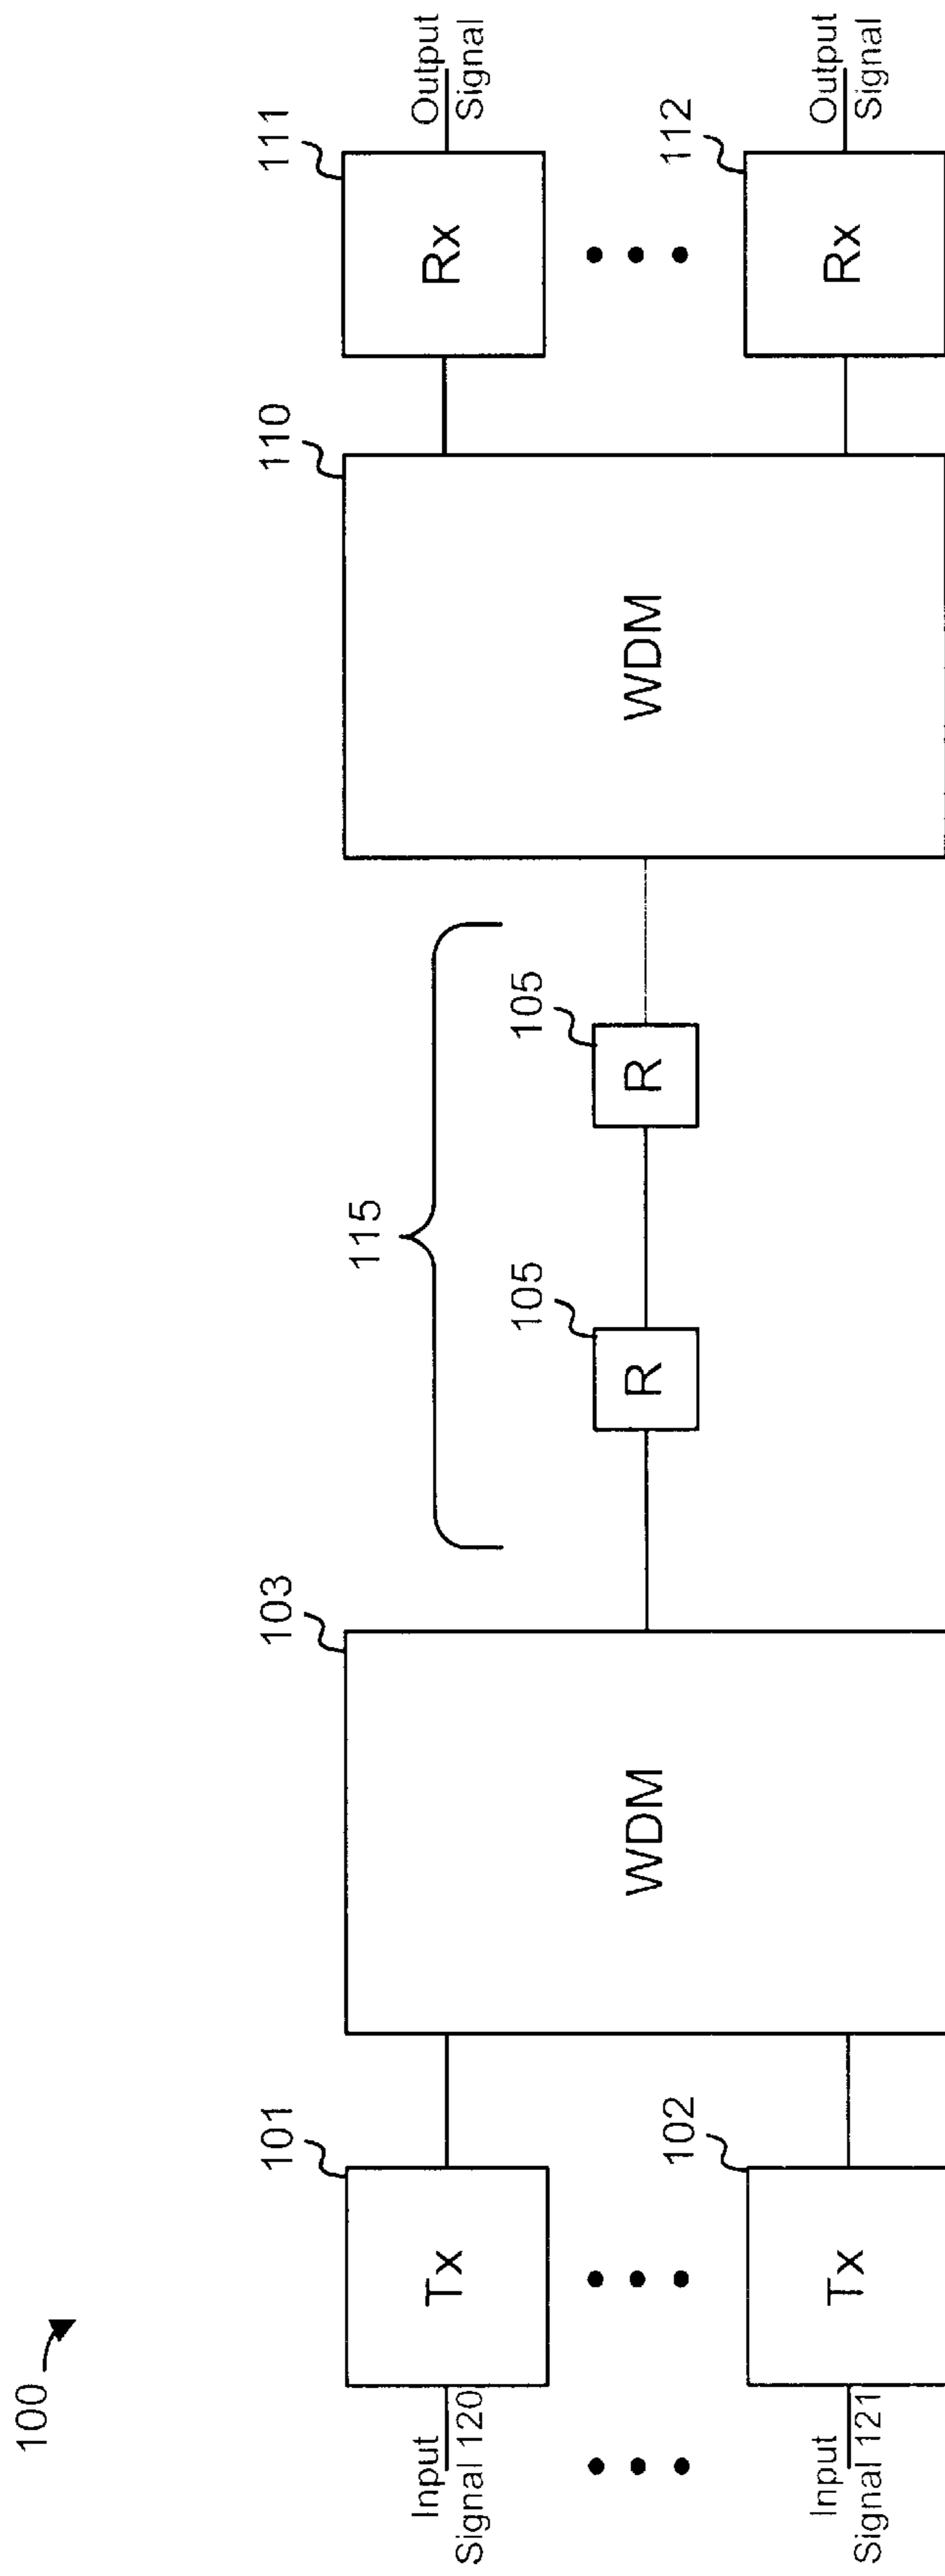 100
Input
Signal 120
Input
Signal 121
101
Tx
102
Tx
103
WDM
115
105
R
105
R
110
WDM
111
Rx
112
Rx
Output
Signal
Output
Signal